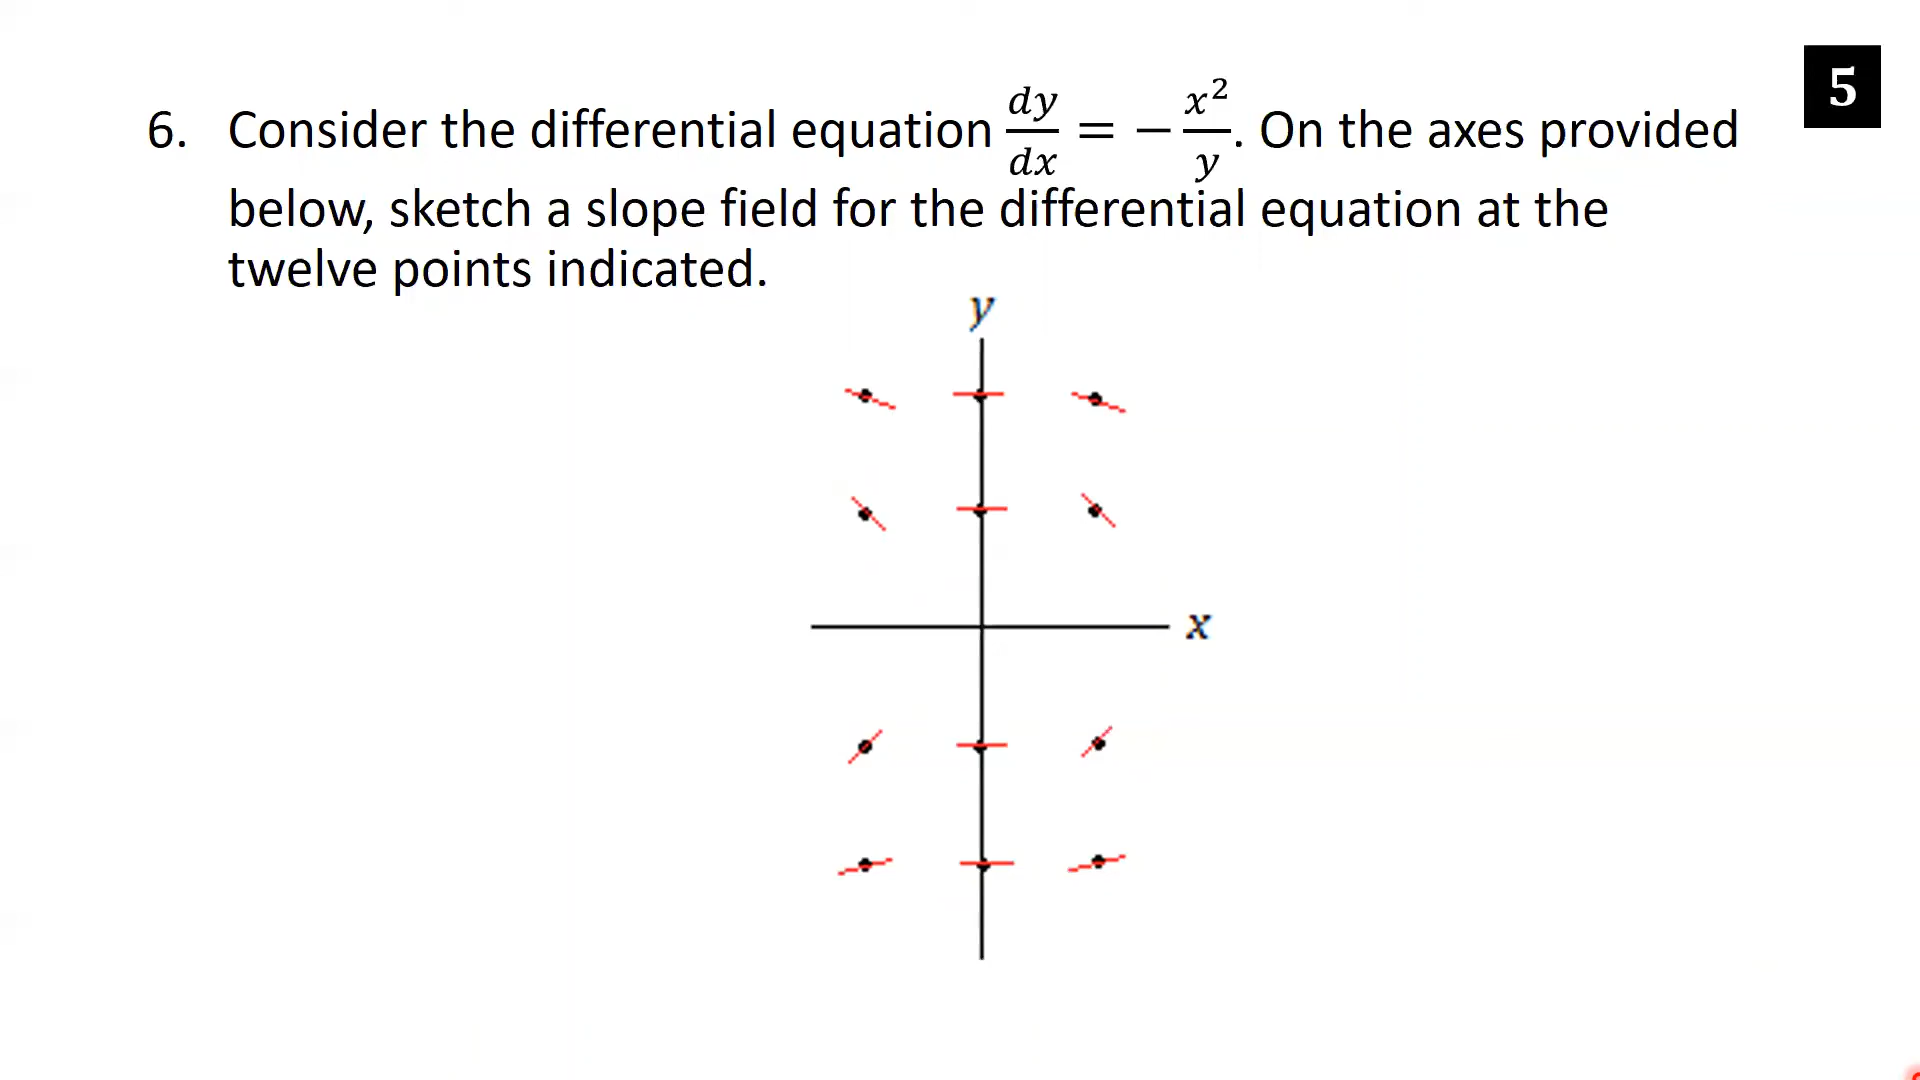 5
6. Consider the differential equation dy/dx = −x²/y. On the axes provided
below, sketch a slope field for the differential equation at the
twelve points indicated.
y
x